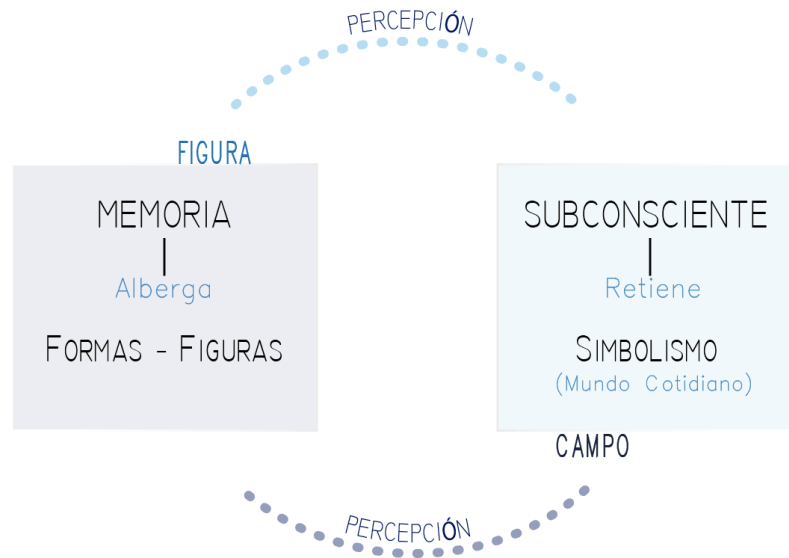 PERCEPCIÓN
FIGURA
MEMORIA
Alberga
FORMAS - FIGURAS
SUBCONSCIENTE
Retiene
SIMBOLISMO
(Mundo Cotidiano)
CAMPO
PERCEPCIÓN